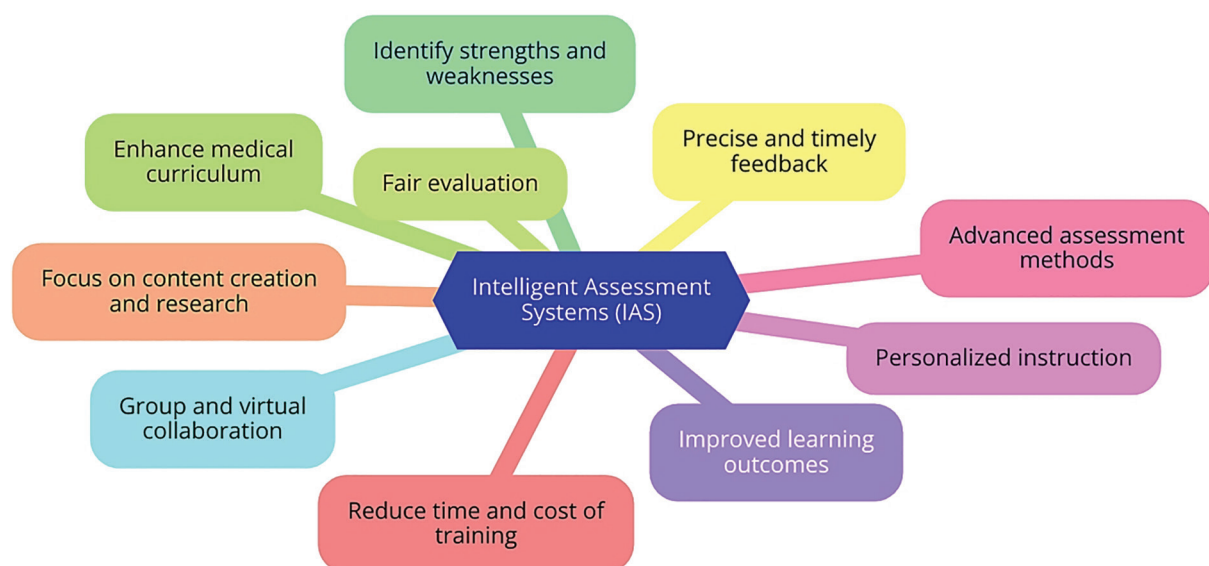 Identify strengths and
weaknesses
Precise and timely
feedback
Enhance medical
curriculum
Fair evaluation
Advanced assessment
methods
Focus on content creation
and research
Intelligent Assessment
Systems (IAS)
Personalized instruction
Group and virtual
collaboration
Improved learning
outcomes
Reduce time and cost of
training